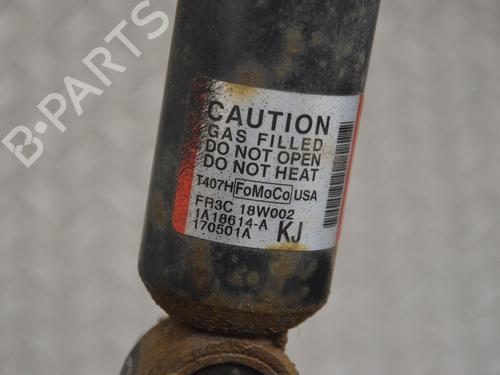 B-PARTS
CAUTION
GAS FILLED
DO NOT OPEN
DO NOT HEAT
T407H FoMoCo USA
FR3C 18W002
1A18614-A KJ
170501A